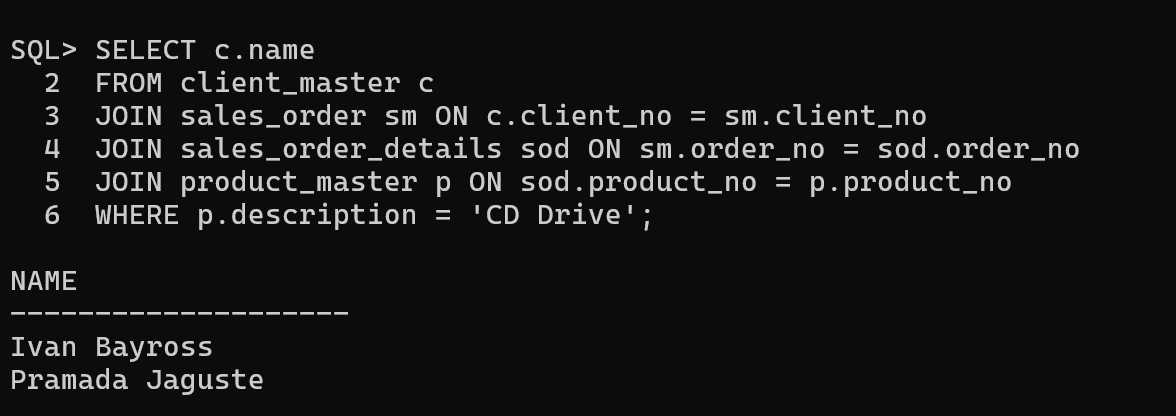 SQL> SELECT c.name
  2  FROM client_master c
  3  JOIN sales_order sm ON c.client_no = sm.client_no
  4  JOIN sales_order_details sod ON sm.order_no = sod.order_no
  5  JOIN product_master p ON sod.product_no = p.product_no
  6  WHERE p.description = 'CD Drive';
NAME
--------------------
Ivan Bayross
Pramada Jaguste